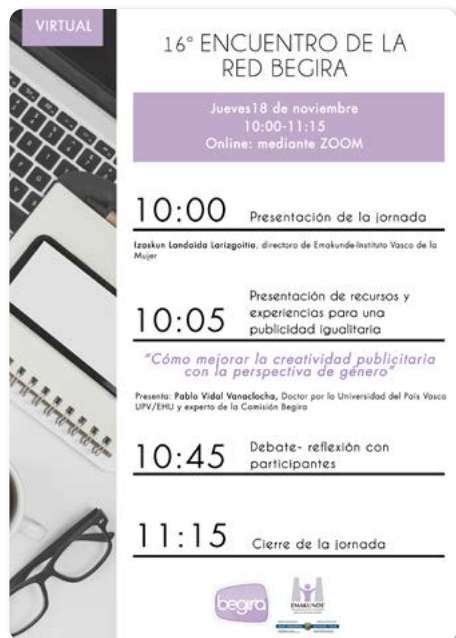 VIRTUAL
16º ENCUENTRO DE LA
RED BEGIRA
Jueves18 de noviembre
10:00-11:15
Online: mediante ZOOM
10:00 Presentación de la jornada
Izaskun Landaida Larizgoitia, directora de Emakunde-Instituto Vasco de la
Mujer
10:05 Presentación de recursos y
experiencias para una
publicidad igualitaria
“Cómo mejorar la creatividad publicitaria
con la perspectiva de género”
Presenta: Pablo Vidal Vanaclocha, Doctor por la Universidad del País Vasco
UPV/EHU y experto de la Comisión Begira
10:45 Debate- reflexión con
participantes
11:15 Cierre de la jornada
begira
EMAKUNDE